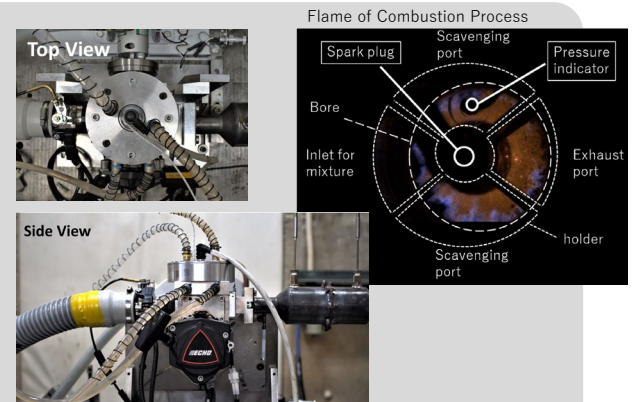 Flame of Combustion Process
Top View
Spark plug
Scavenging
port
Pressure
indicator
Bore
Inlet for
mixture
Exhaust
port
holder
Scavenging
port
Side View
ECHO